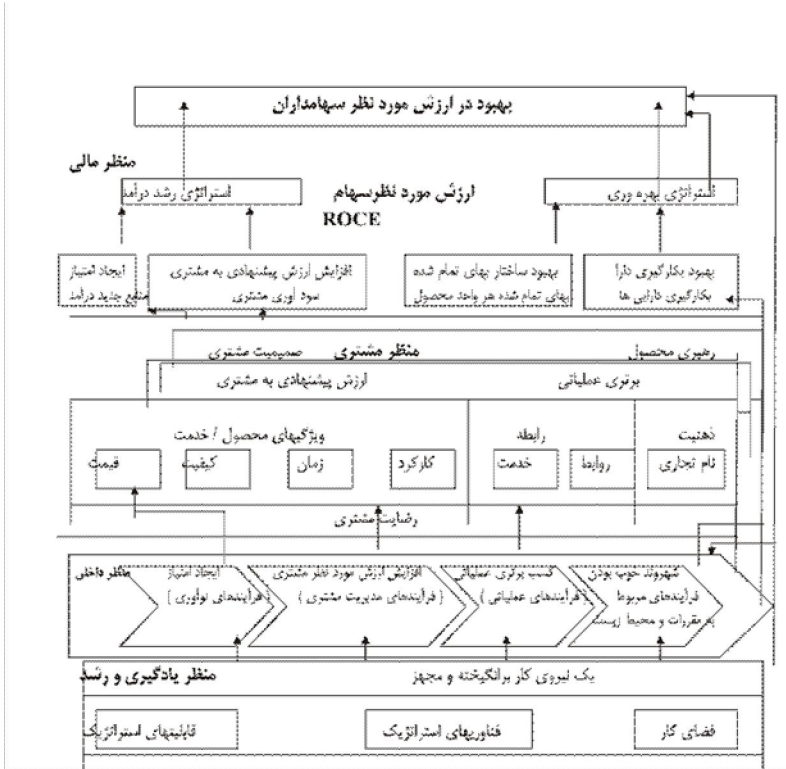 بهبود در ارزش مورد نظر سهامداران
منظر مالی
استراتژی بهره وری
ارزش مورد نظرسهام
استراتژی رشد درآمد
ROCE
بهبود بکارگیری دارا
بکارگیری دارایی ها
بهبود ساختار بهای تمام شده
بهای تمام شده هر واحد محصول
افزایش ارزش پیشنهادی به مشتری
سود آوری مشتری
ایجاد امتیاز
منابع جدید درآمد
رهبری محصول
منظر مشتری
صمیمیت مشتری
برتری عملیاتی
ارزش پیشنهادی به مشتری
ذهنیت
رابطه
ویژگیهای محصول / خدمت
نام تجاری
روابط
خدمت
کارکرد
زمان
کیفیت
قیمت
رضایت مشتری
منظر داخلی
شهروند خوب بودن
فرآیندهای مربوط
به مقررات و محیط زیست
کسب برتری عملیاتی
( فرآیندهای عملیاتی )
افزایش ارزش مورد نظر مشتری
( فرآیندهای مدیریت مشتری )
ایجاد امتیاز
( فرآیندهای نوآوری )
منظر یادگیری و رشد
یک نیروی کار برانگیخته و مجهز
فضای کار
فناوریهای استراتژیک
قابلیتهای استراتژیک